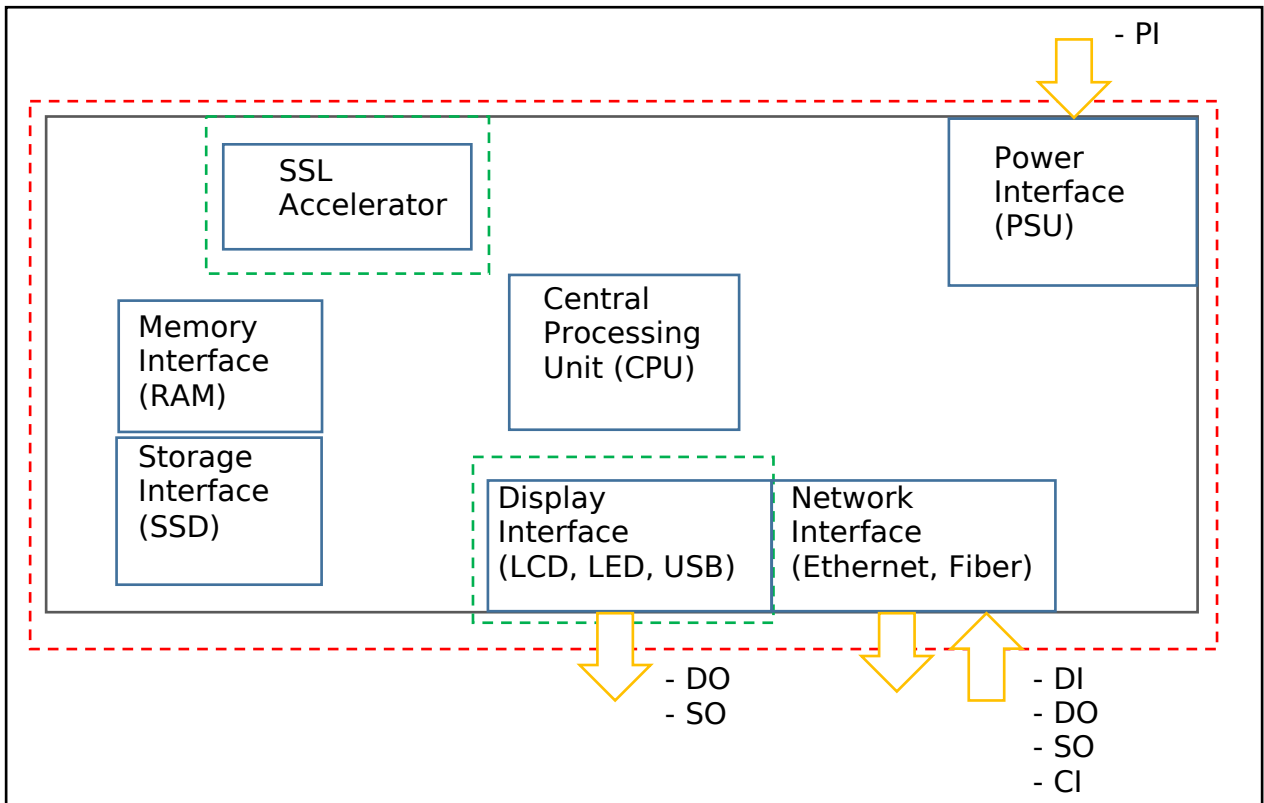 - PI
SSL
Accelerator
Power
Interface
(PSU)
Central
Processing
Unit (CPU)
Memory
Interface
(RAM)
Storage
Interface
(SSD)
Display
Interface
(LCD, LED, USB)
Network
Interface
(Ethernet, Fiber)
- DO
- SO
- DI
- DO
- SO
- CI